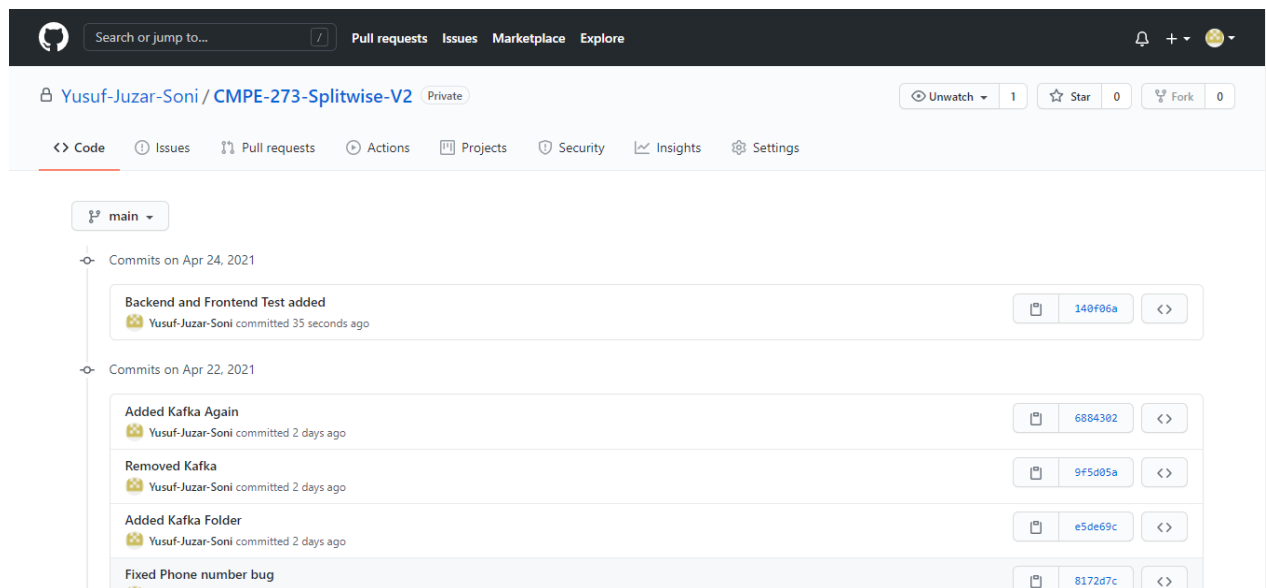 Search or jump to... / Pull requests Issues Marketplace Explore
Yusuf-Juzar-Soni / CMPE-273-Splitwise-V2 Private Unwatch 1 Star 0 Fork 0
<> Code Issues Pull requests Actions Projects Security Insights Settings
main
Commits on Apr 24, 2021
Backend and Frontend Test added
Yusuf-Juzar-Soni committed 35 seconds ago
140f06a <>
Commits on Apr 22, 2021
Added Kafka Again
Yusuf-Juzar-Soni committed 2 days ago
6884302 <>
Removed Kafka
Yusuf-Juzar-Soni committed 2 days ago
9f5d05a <>
Added Kafka Folder
Yusuf-Juzar-Soni committed 2 days ago
e5de69c <>
Fixed Phone number bug
8172d7c <>